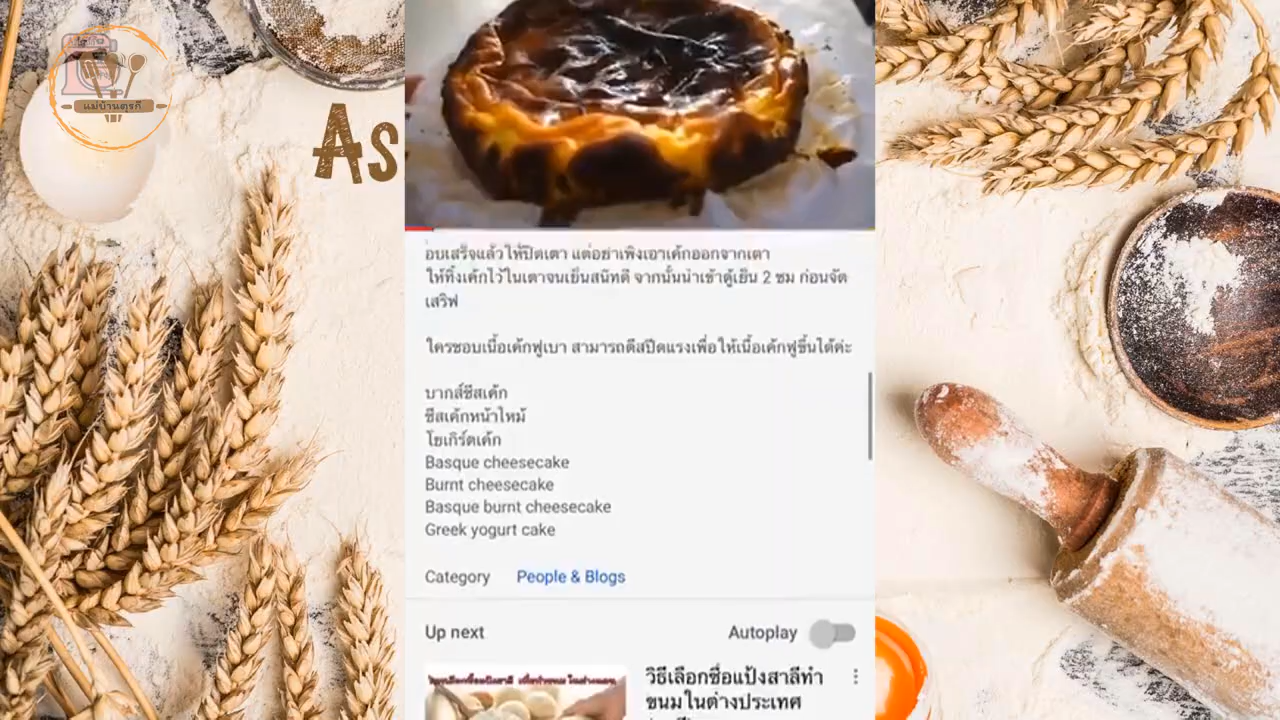 แม่บ้านตุรกี
As
อบเสร็จแล้วให้ปิดเตา แต่อย่าเพิ่งเอาเค้กออกจากเตา
ให้ทิ้งเค้กไว้ในเตาจนเย็นสนิทดี จากนั้นนำเข้าตู้เย็น 2 ชม ก่อนจัด
เสริฟ
ใครชอบเนื้อเค้กฟูเบา สามารถตีสปีดแรงเพื่อให้เนื้อเค้กฟูขึ้นได้ค่ะ
บากส์ชีสเค้ก
ชีสเค้กหน้าไหม้
โยเกิร์ตเค้ก
Basque cheesecake
Burnt cheesecake
Basque burnt cheesecake
Greek yogurt cake
Category People & Blogs
Up next Autoplay
วิธีเลือกซื่อแป้งสาลีทำ
ขนมในต่างประเทศ